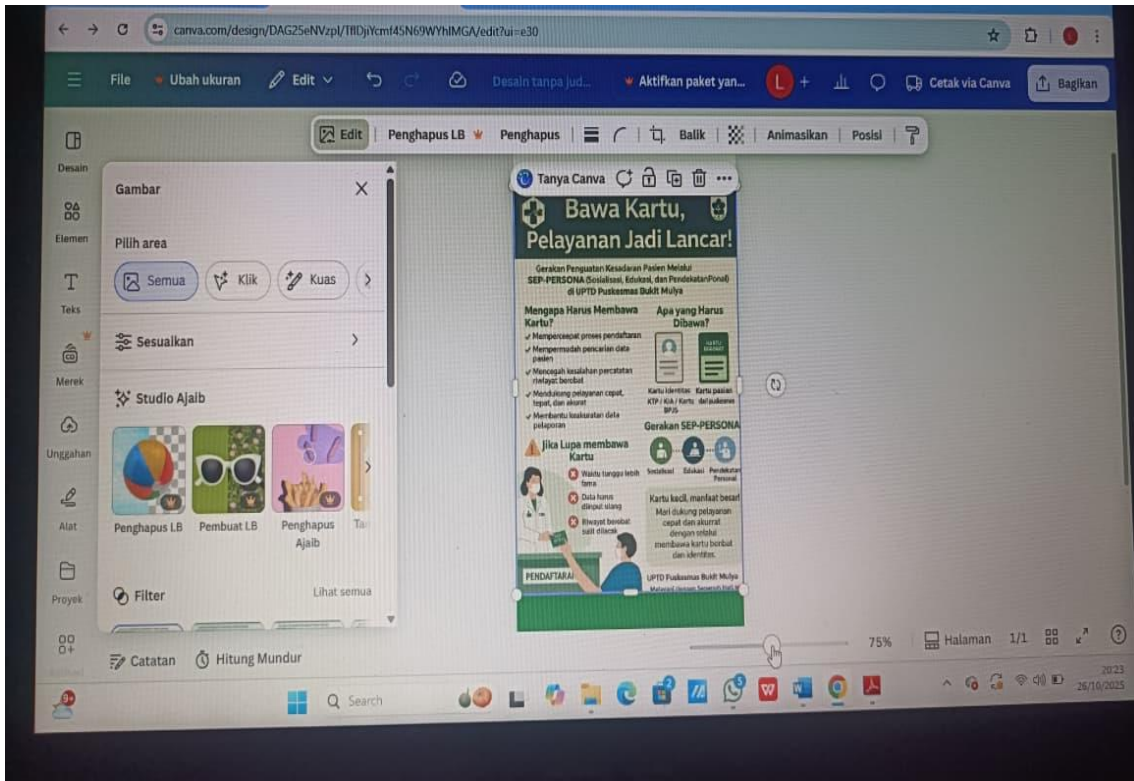 canva.com/design/DAG25eNVzpI/TflDjiYcmf45N69WYhIMGA/edit?ui=e30
File
Ubah ukuran
Edit
Desain tanpa jud...
Aktifkan paket yan...
L
Cetak via Canva
Bagikan
Edit
Penghapus LB
Penghapus
Balik
Animasikan
Posisi
Desain
Elemen
Teks
Merek
Unggahan
Alat
Proyek
Gambar
Pilih area
Semua
Klik
Kuas
Sesuaikan
Studio Ajaib
Penghapus LB
Pembuat LB
Penghapus
Ajaib
Filter
Lihat semua
Tanya Canva
Bawa Kartu,
Pelayanan Jadi Lancar!
Gerakan Penguatan Kesadaran Pasien Melalui
SEP-PERSONA (Sosialisasi, Edukasi, dan PendekatanPonal)
di UPTD Puskesmas Bukit Mulya
Mengapa Harus Membawa
Kartu?
Mempercepat proses pendaftaran
Mempermudah pencarian data
pasien
Mencegah kesalahan percatatan
riwayat berobat
Mendukung pelayanan cepat,
tepat, dan akurat
Membantu keakuratan data
pelaporan
Jika Lupa membawa
Kartu
Waktu tunggu lebih
Data harus
diinput ulang
Riwayat berobat
sulit dilacak
PENDAFTARAN
Apa yang Harus
Dibawa?
KARTU
Kartu identitas
KTP / KIA / Kartu
BPJS
Kartu pasien
Gerakan SEP-PERSONA
Sosialisasi
Edukasi
Pendekatan
Personal
Kartu kecil, manfaat besar!
Mari dukung pelayanan
cepat dan akurrat
dengan selalu
membawa kartu berbat
dan identitas.
UPTD Puskesmas Bukit Mulya
Catatan
Hitung Mundur
75%
Halaman
1/1
Search
20:23
26/10/2025